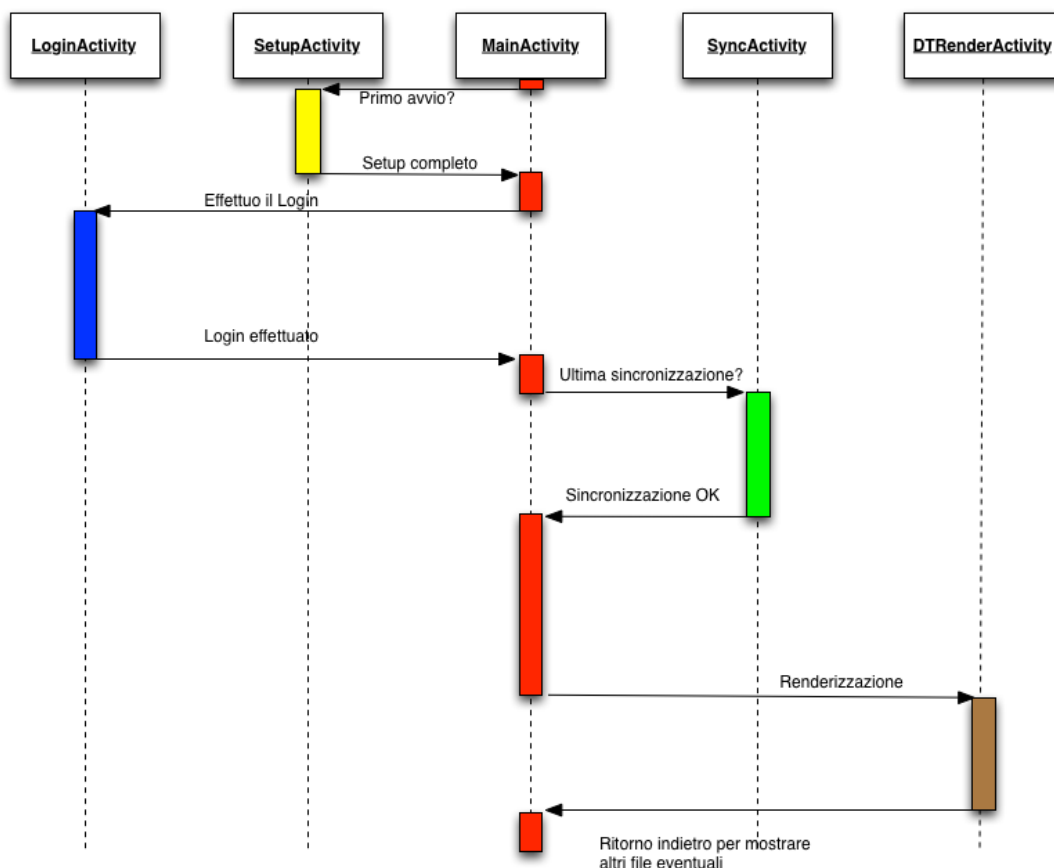 LoginActivity
SetupActivity
MainActivity
SyncActivity
DTRenderActivity
Primo avvio?
Setup completo
Effettuo il Login
Login effettuato
Ultima sincronizzazione?
Sincronizzazione OK
Renderizzazione
Ritorno indietro per mostrare
altri file eventuali